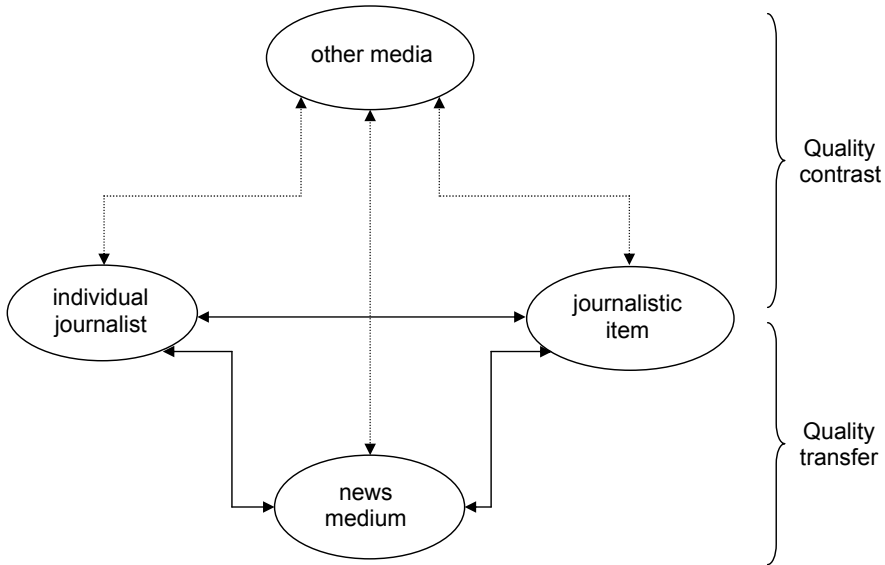 other media
Quality
contrast
individual
journalist
journalistic
item
Quality
transfer
news
medium